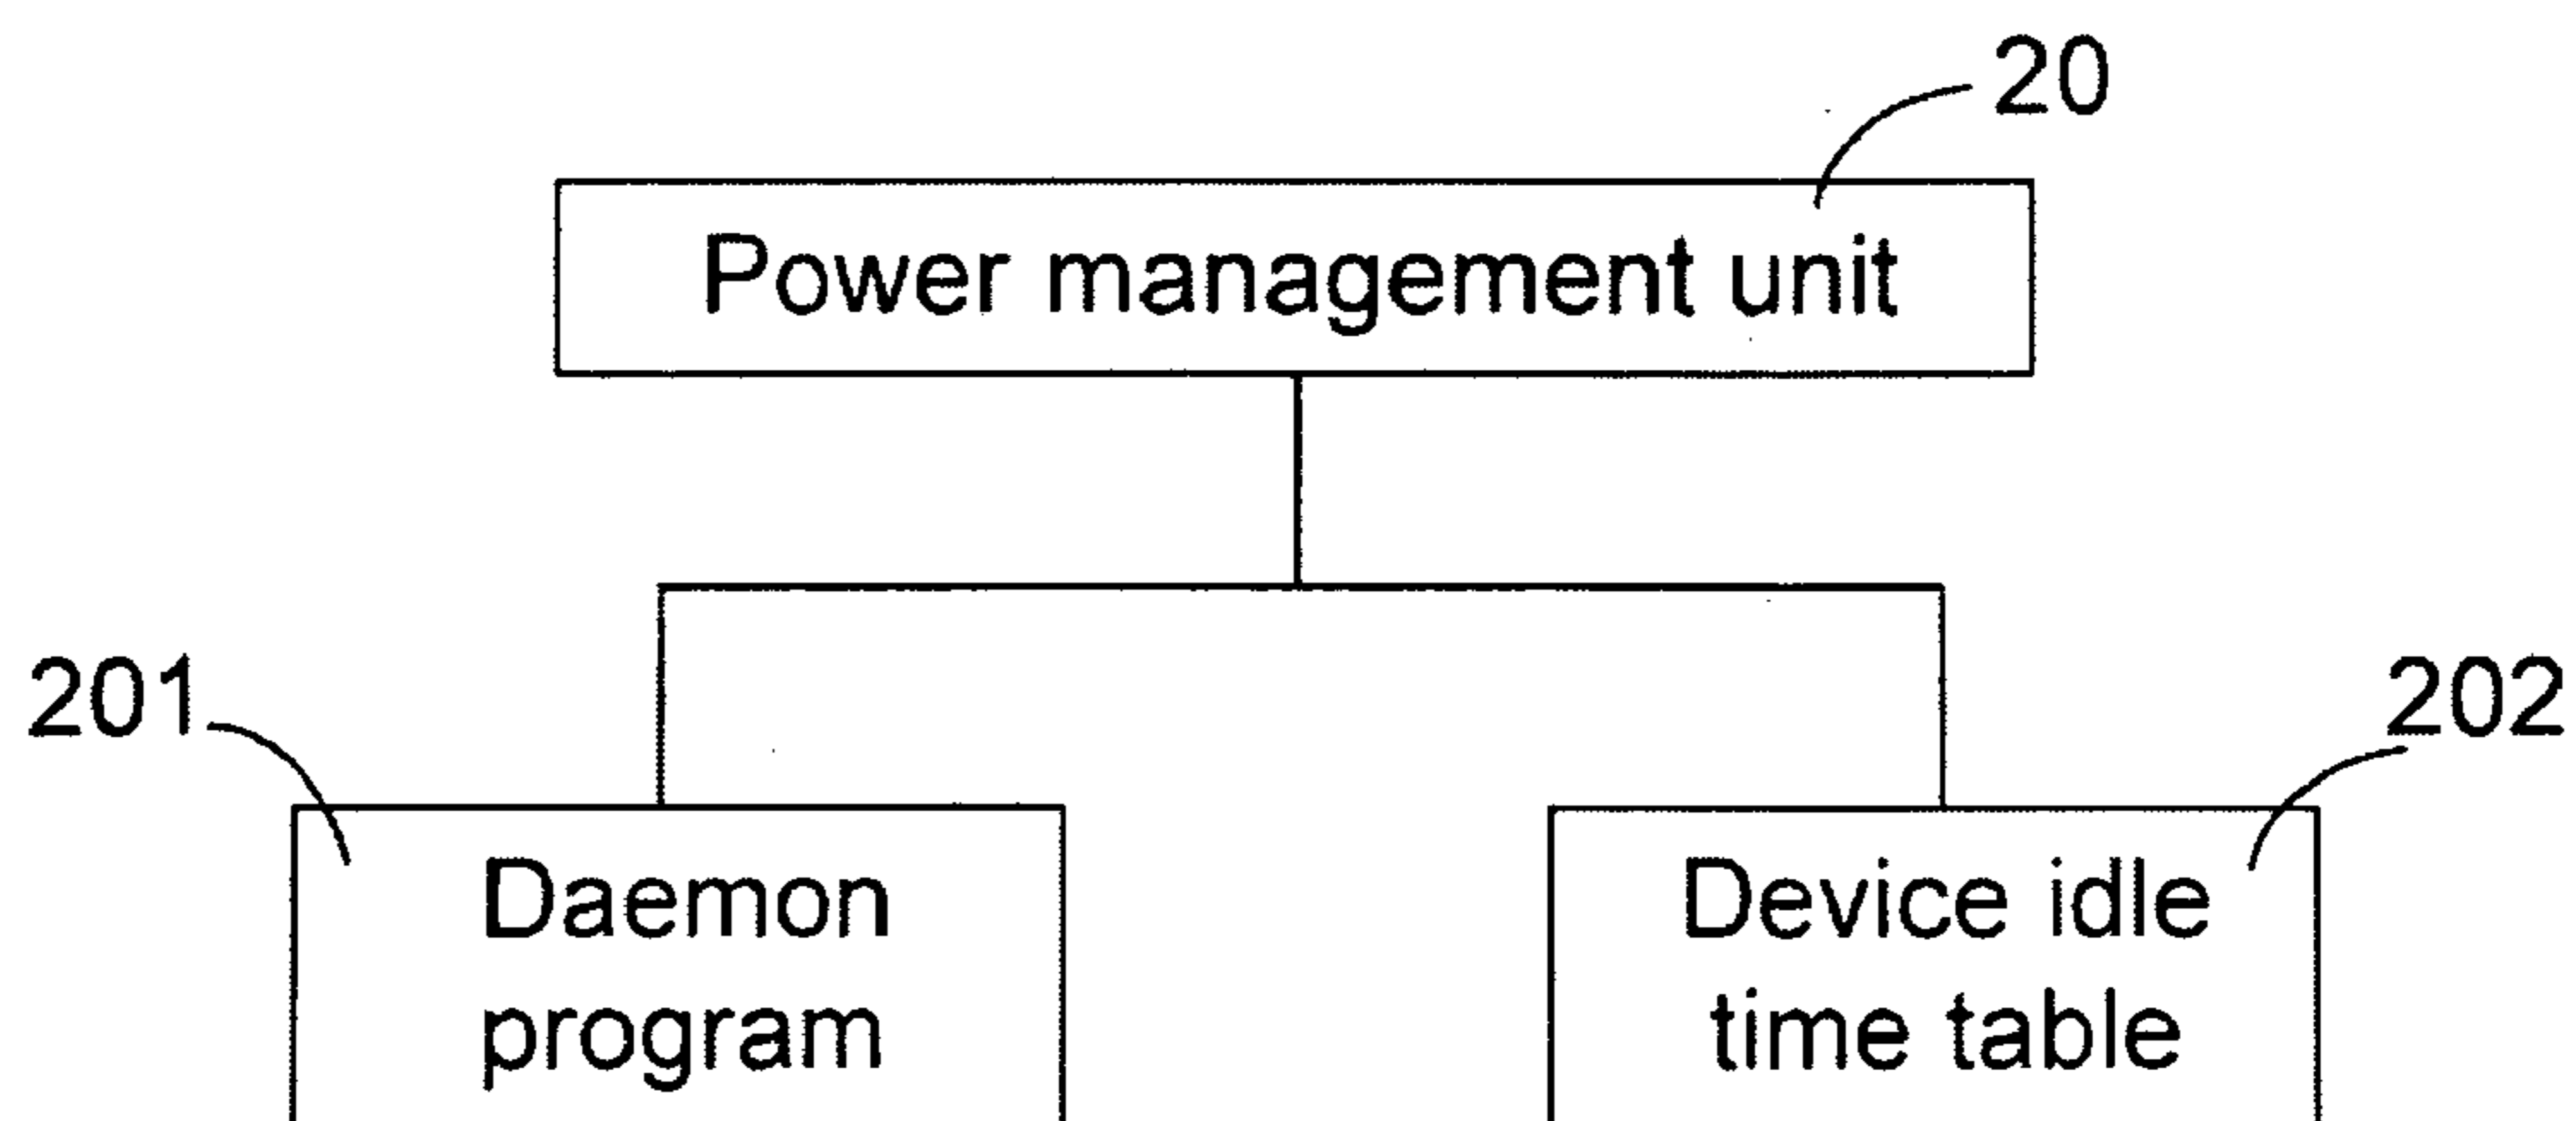 20
Power management unit
201
202
Daemon
program
Device idle
time table